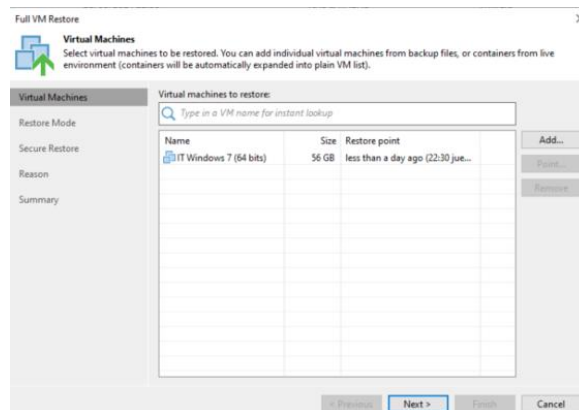 Full VM Restore
Virtual Machines
Select virtual machines to be restored. You can add individual virtual machines from backup files, or containers from live
environment (containers will be automatically expanded into plain VM list).
Virtual Machines
Restore Mode
Secure Restore
Reason
Summary
Virtual machines to restore:
Type in a VM name for instant lookup
Name Size Restore point
IT Windows 7 (64 bits) 56 GB less than a day ago (22:30 jue...
Add...
Point...
Remove
< Previous Next > Finish Cancel